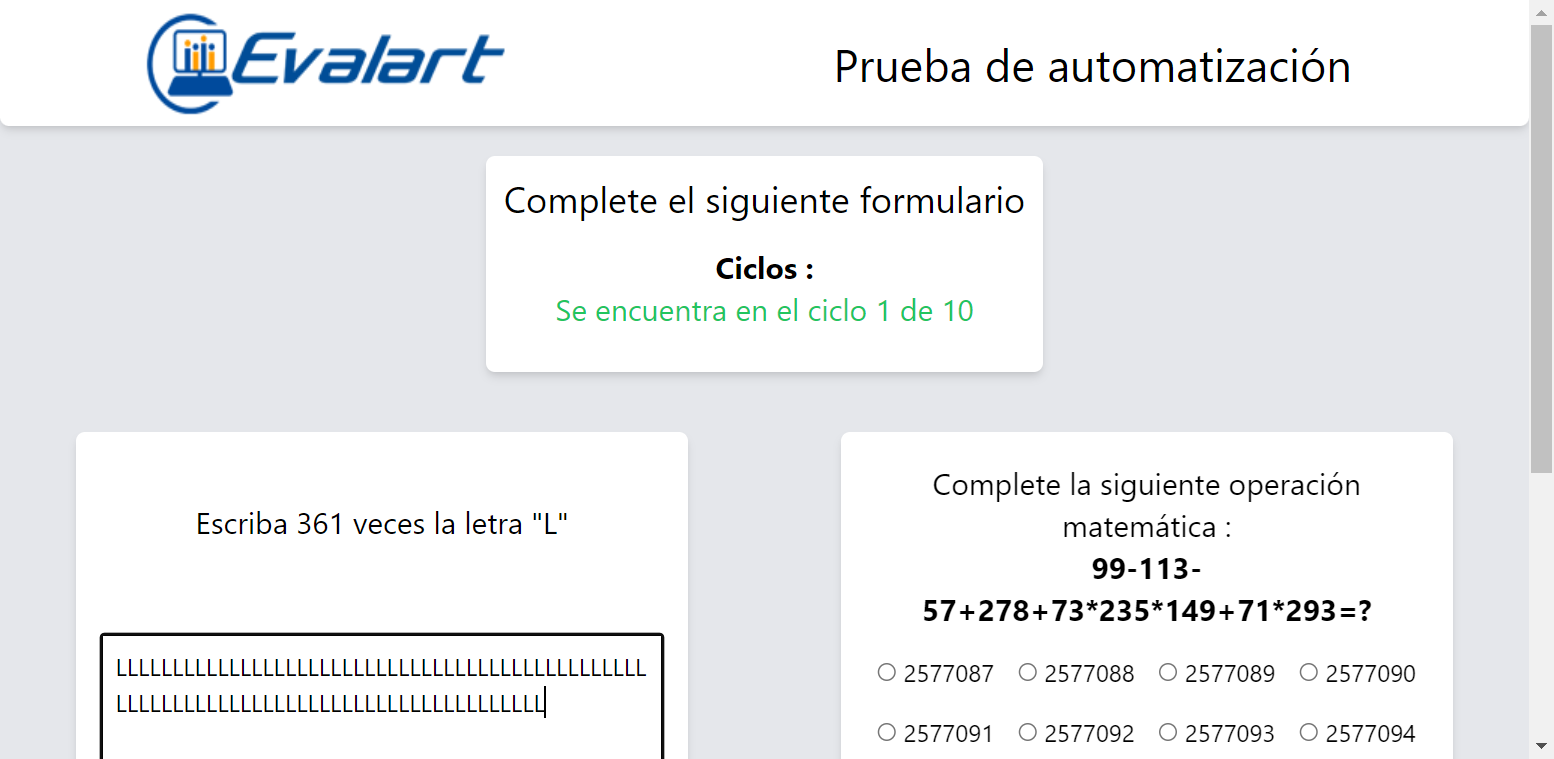 Evalart
Prueba de automatización
Complete el siguiente formulario
Ciclos :
Se encuentra en el ciclo 1 de 10
Escriba 361 veces la letra "L"
LLLLLLLLLLLLLLLLLLLLLLLLLLLLLLLLLLLLLLLLLLLLLLL
LLLLLLLLLLLLLLLLLLLLLLLLLLLLLLLLLLLLLL
Complete la siguiente operación
matemática :
99-113-
57+278+73*235*149+71*293=?
2577087 2577088 2577089 2577090
2577091 2577092 2577093 2577094